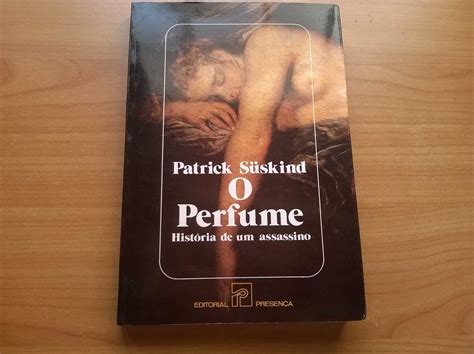 Patrick Süskind
O
Perfume
História de um assassino
EDITORIAL PRESENÇA